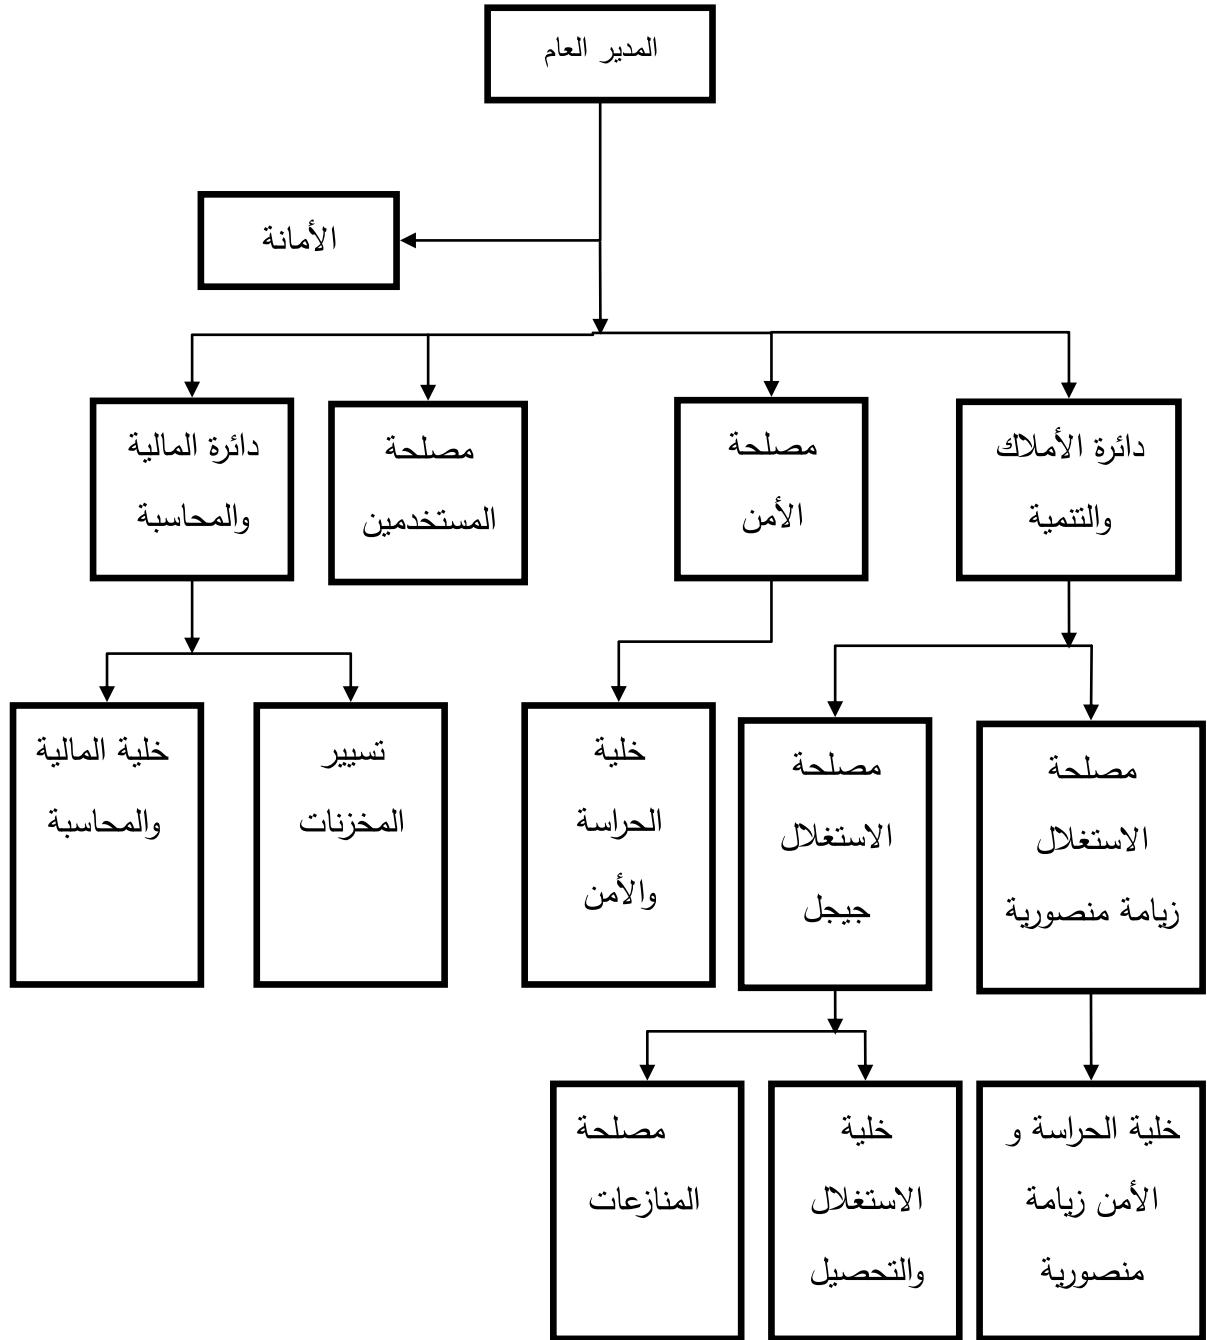 المدير العام
الأمانة
دائرة الأملاك
والتنمية
مصلحة
الأمن
مصلحة
المستخدمين
دائرة المالية
والمحاسبة
مصلحة
الاستغلال
زيامة منصورية
مصلحة
الاستغلال
جيجل
خلية
الحراسة
والأمن
تسيير
المخزنات
خلية المالية
والمحاسبة
خلية الحراسة و
الأمن زيامة
منصورية
خلية
الاستغلال
والتحصيل
مصلحة
المنازعات